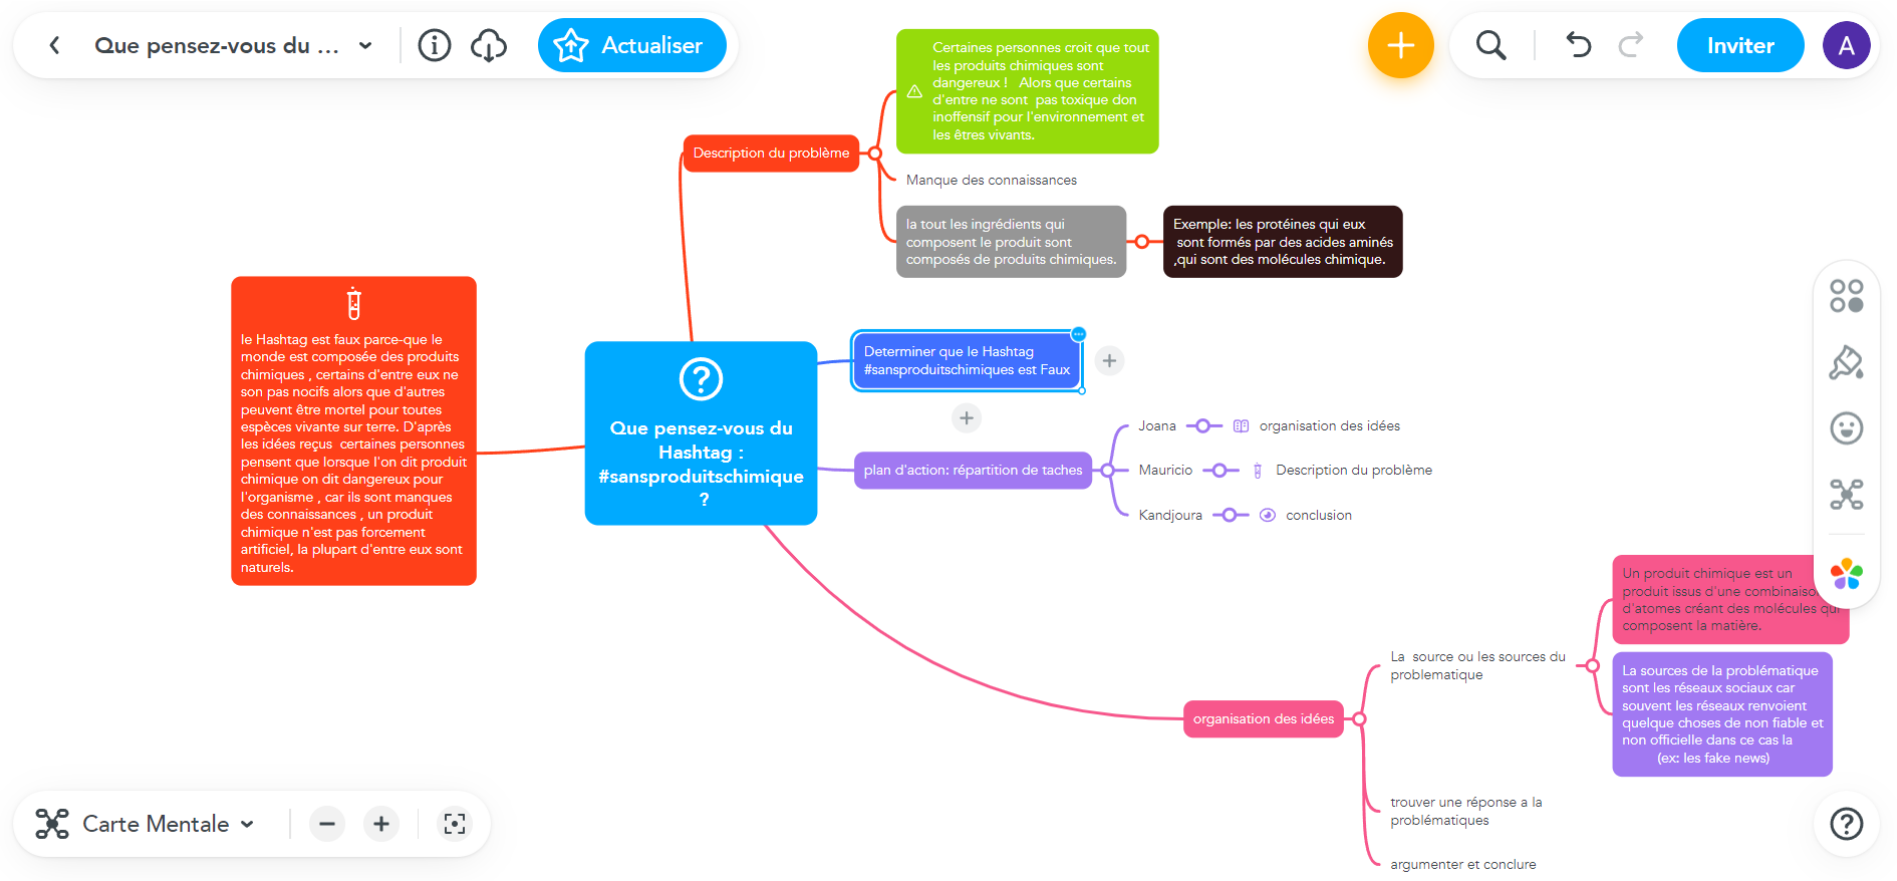 Que pensez-vous du ...
Actualiser
Inviter
A
Certaines personnes croit que tout
les produits chimiques sont
dangereux !   Alors que certains
d'entre ne sont  pas toxique don
inoffensif pour l'environnement et
les êtres vivants.
Description du problème
Manque des connaissances
la tout les ingrédients qui
composent le produit sont
composés de produits chimiques.
Exemple: les protéines qui eux
sont formés par des acides aminés
,qui sont des molécules chimique.
le Hashtag est faux parce-que le
monde est composée des produits
chimiques , certains d'entre eux ne
son pas nocifs alors que d'autres
peuvent être mortel pour toutes
espèces vivante sur terre. D'après
les idées reçus  certaines personnes
pensent que lorsque l'on dit produit
chimique on dit dangereux pour
l'organisme , car ils sont manques
des connaissances , un produit
chimique n'est pas forcement
artificiel, la plupart d'entre eux sont
naturels.
Que pensez-vous du
Hashtag :
#sansproduitschimique
?
Determiner que le Hashtag
#sansproduitschimiques est Faux
plan d'action: répartition de taches
Joana
organisation des idées
Mauricio
Description du problème
Kandjoura
conclusion
organisation des idées
La  source ou les sources du
problematique
Un produit chimique est un
produit issus d'une combinaison
d'atomes créant des molécules qui
composent la matière.
La sources de la problématique
sont les réseaux sociaux car
souvent les réseaux renvoient
quelque choses de non fiable et
non officielle dans ce cas la
(ex: les fake news)
trouver une réponse a la
problématiques
argumenter et conclure
Carte Mentale